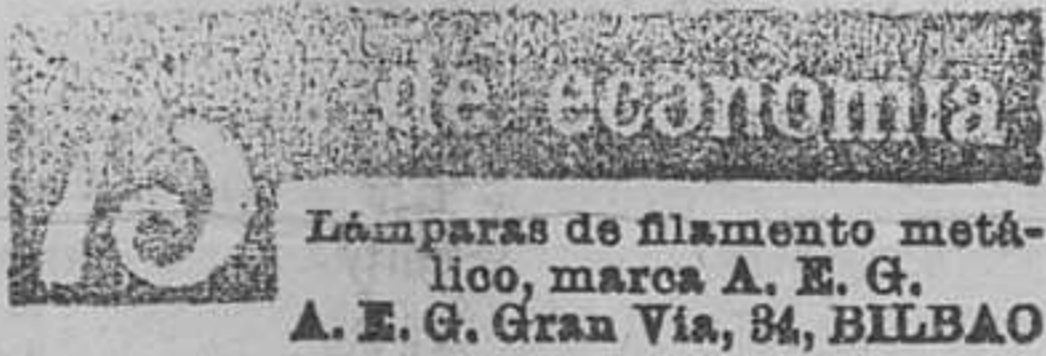 de economía
Lámparas de filamento metá-
lico, marca A. E. G.
A. E. G. Gran Vía, 34, BILBAO